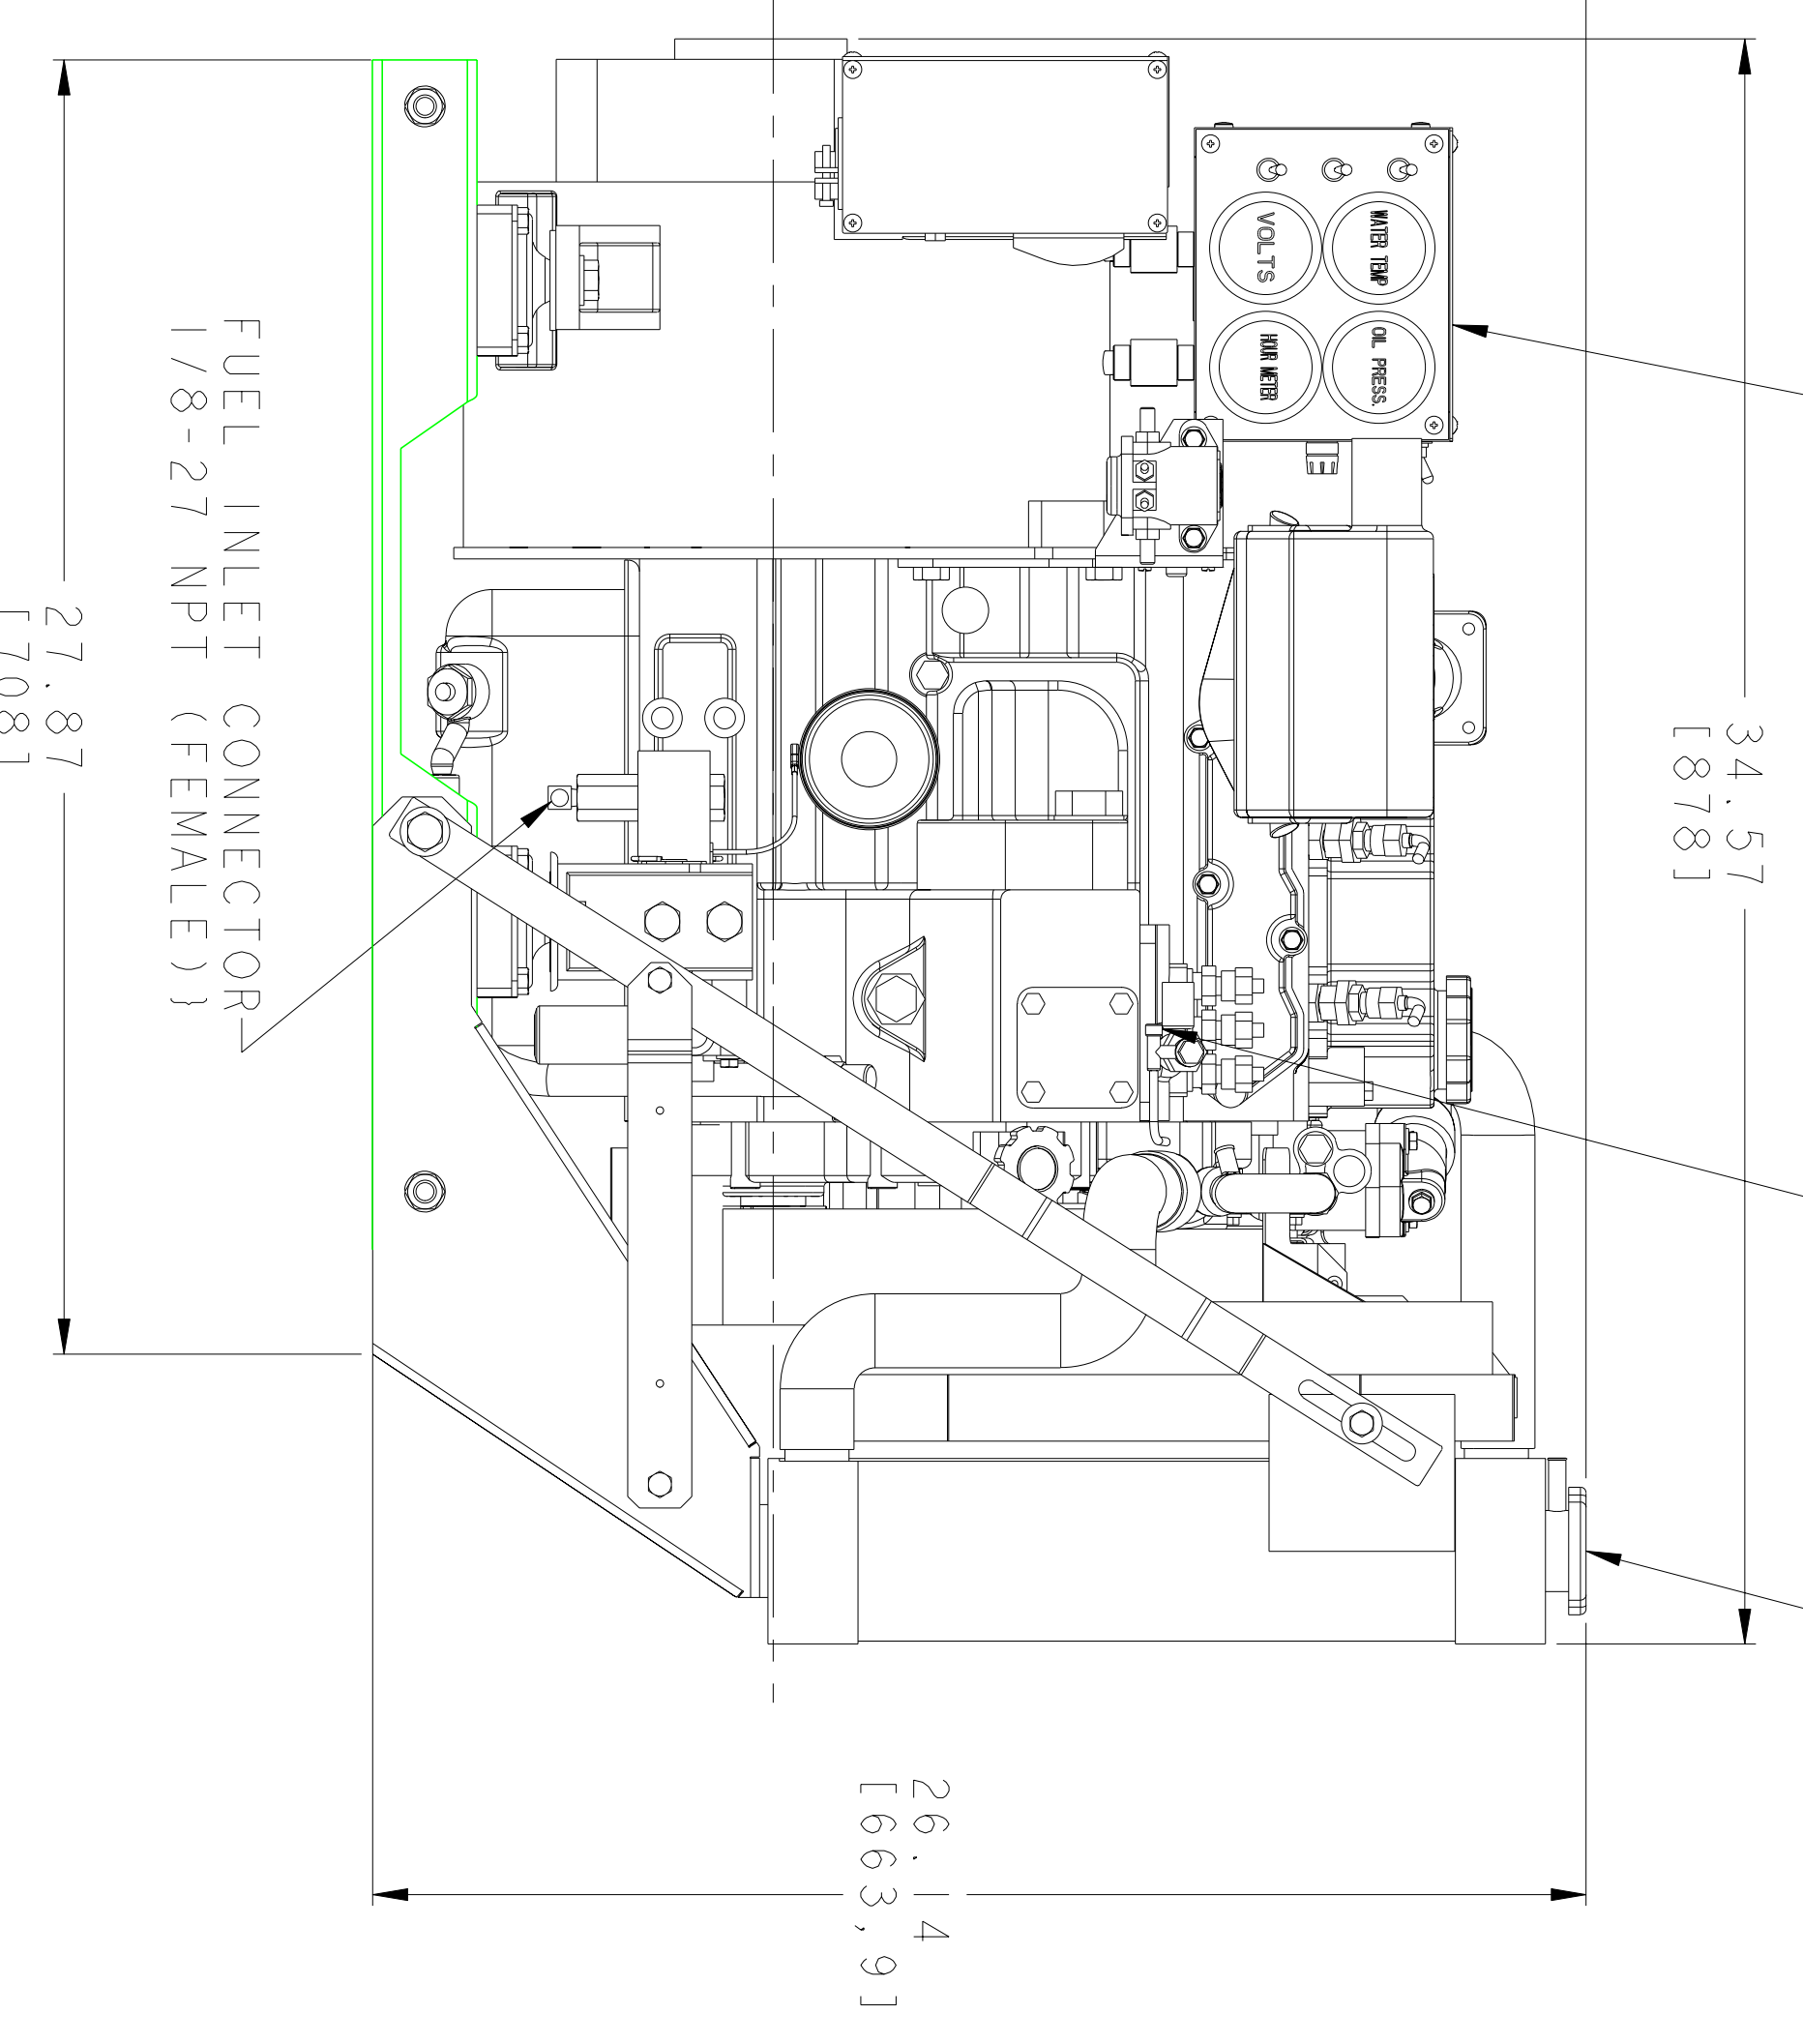 34.57
[878]
WATER TEMP
OIL PRESS.
VOLTS
HOUR METER
26.14
[663,9]
FUEL INLET CONNECTOR
1/8-27 NPT (FEMALE)}
27.87
[708]